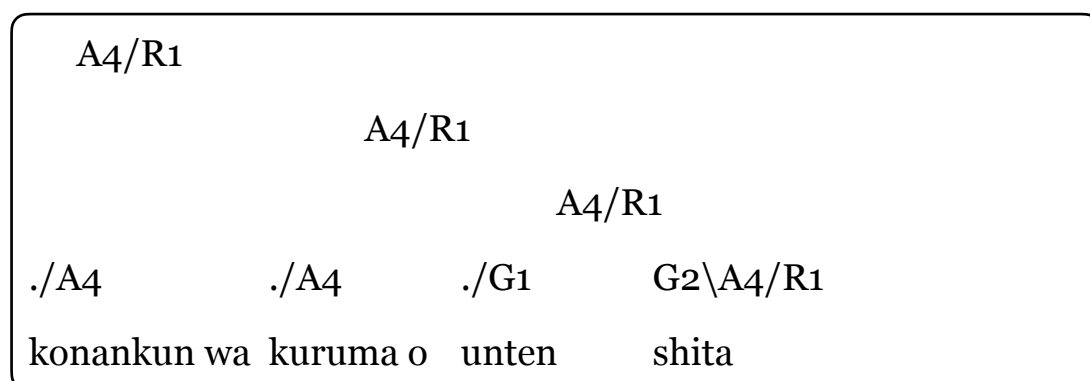 A4/R1
A4/R1
A4/R1
./A4 ./A4 ./G1 G2\A4/R1
konankun wa kuruma o unten shita